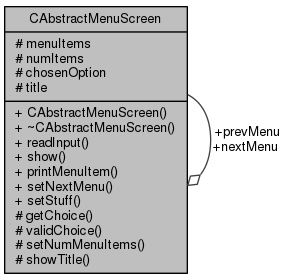 CAbstractMenuScreen
# menuItems
# numItems
# chosenOption
# title
+ CAbstractMenuScreen()
+ ~CAbstractMenuScreen()
+ readInput()
+ show()
+ printMenuItem()
+ setNextMenu()
+ setStuff()
# getChoice()
# validChoice()
# setNumMenuItems()
# showTitle()
+prevMenu
+nextMenu